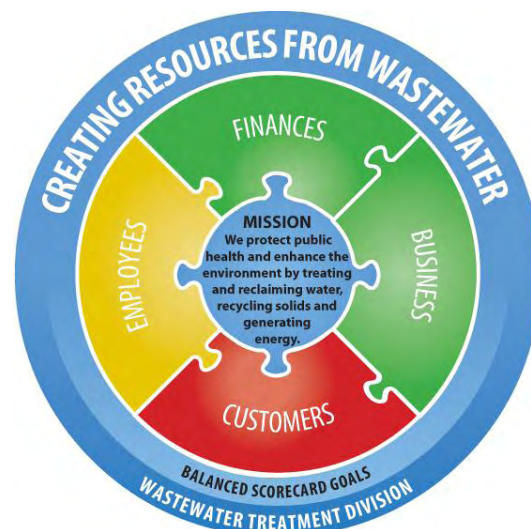 CREATING RESOURCES FROM WASTEWATER
FINANCES
EMPLOYEES
BUSINESS
MISSION
We protect public
health and enhance the
environment by treating
and reclaiming water,
recycling solids and
generating
energy.
CUSTOMERS
BALANCED SCORECARD GOALS
WASTEWATER TREATMENT DIVISION